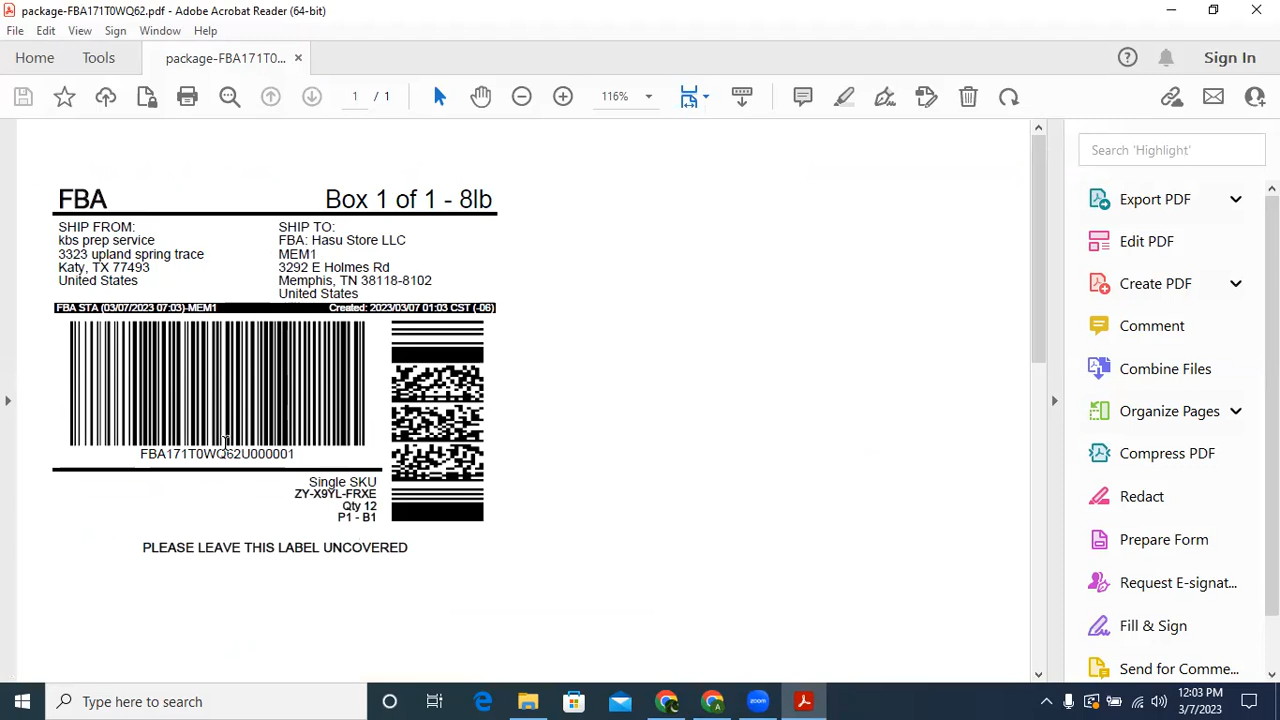 package-FBA171T0WQ62.pdf - Adobe Acrobat Reader (64-bit)
File Edit View Sign Window Help
Home Tools package-FBA171T0... × Sign In
1 / 1 116%
Search 'Highlight'
FBA Box 1 of 1 - 8lb
SHIP FROM:
kbs prep service
3323 upland spring trace
Katy, TX 77493
United States
SHIP TO:
FBA: Hasu Store LLC
MEM1
3292 E Holmes Rd
Memphis, TN 38118-8102
United States
FBA STA (03/07/2023 07:03)-MEM1 Created: 2023/03/07 01:03 CST (-06)
FBA171T0WQ62U000001
Single SKU
ZY-X9YL-FRXE
Qty 12
P1 - B1
PLEASE LEAVE THIS LABEL UNCOVERED
Export PDF
Edit PDF
Create PDF
Comment
Combine Files
Organize Pages
Compress PDF
Redact
Prepare Form
Request E-signat...
Fill & Sign
Send for Comme...
Type here to search
zoom
12:03 PM
3/7/2023